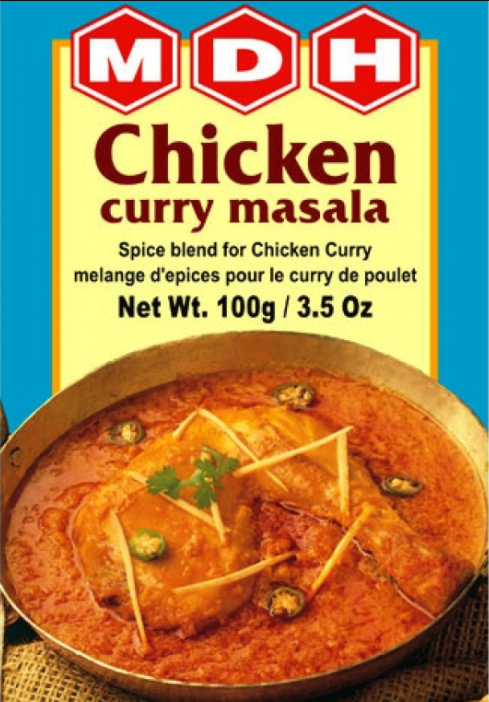 MDH
Chicken
curry masala
Spice blend for Chicken Curry
melange d'epices pour le curry de poulet
Net Wt. 100g / 3.5 Oz